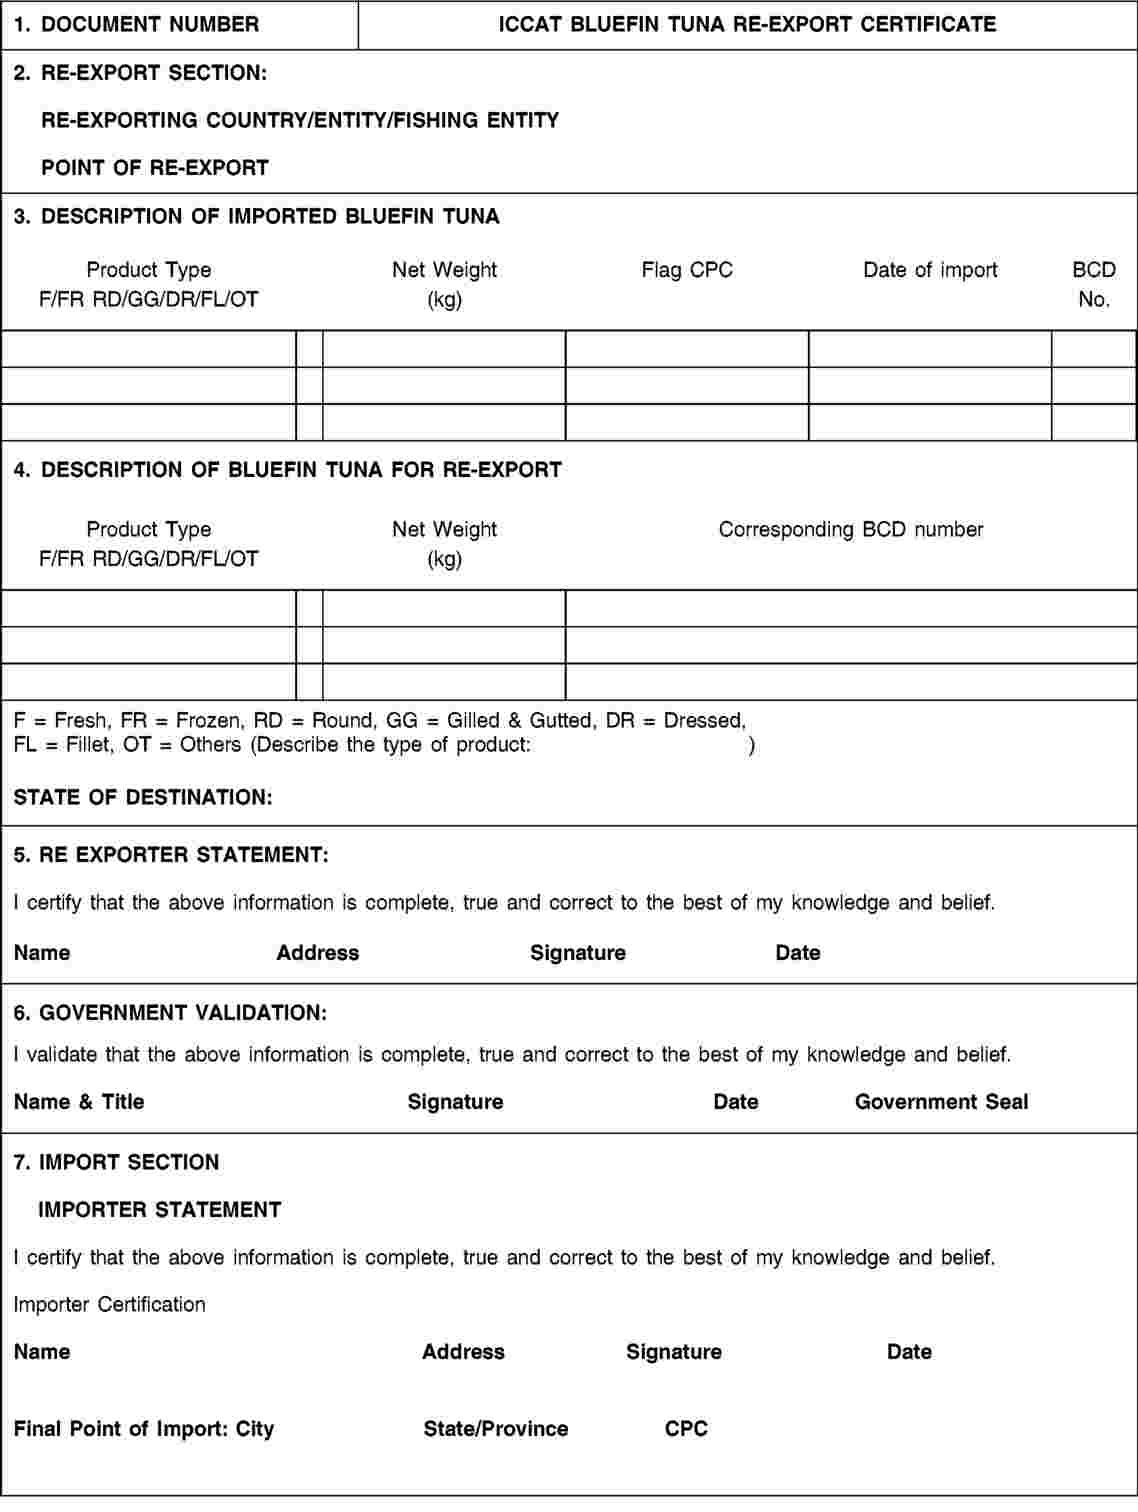 1. DOCUMENT NUMBER ICCAT BLUEFIN TUNA RE-EXPORT CERTIFICATE
2. RE-EXPORT SECTION:
RE-EXPORTING COUNTRY/ENTITY/FISHING ENTITY
POINT OF RE-EXPORT
3. DESCRIPTION OF IMPORTED BLUEFIN TUNA
Product Type Net Weight Flag CPC Date of import BCD
F/FR RD/GG/DR/FL/OT (kg) No.
4. DESCRIPTION OF BLUEFIN TUNA FOR RE-EXPORT
Product Type Net Weight Corresponding BCD number
F/FR RD/GG/DR/FL/OT (kg)
F = Fresh, FR = Frozen, RD = Round, GG = Gilled & Gutted, DR = Dressed,
FL = Fillet, OT = Others (Describe the type of product: )
STATE OF DESTINATION:
5. RE EXPORTER STATEMENT:
I certify that the above information is complete, true and correct to the best of my knowledge and belief.
Name Address Signature Date
6. GOVERNMENT VALIDATION:
I validate that the above information is complete, true and correct to the best of my knowledge and belief.
Name & Title Signature Date Government Seal
7. IMPORT SECTION
IMPORTER STATEMENT
I certify that the above information is complete, true and correct to the best of my knowledge and belief.
Importer Certification
Name Address Signature Date
Final Point of Import: City State/Province CPC